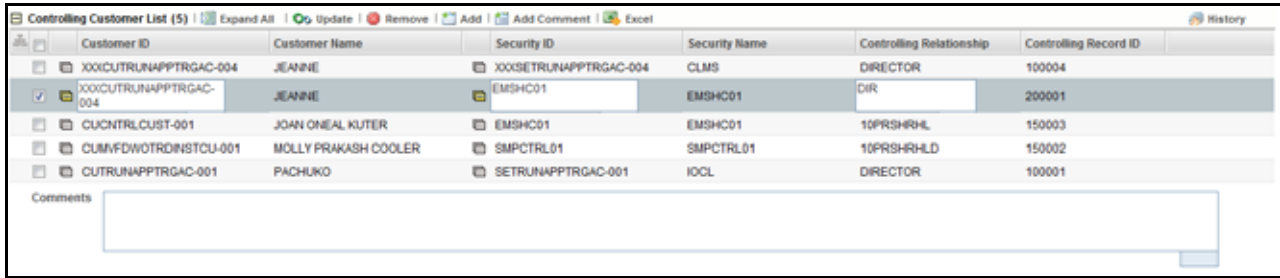 Controlling Customer List (5) | Expand All | Update | Remove | Add | Add Comment | Excel History
Customer ID Customer Name Security ID Security Name Controlling Relationship Controlling Record ID
XXXCUTRUNAPPTRGAC-004 JEANNE XXXSETRUNAPPTRGAC-004 CLMS DIRECTOR 100004
XXXCUTRUNAPPTRGAC-
004 JEANNE EMSHC01 EMSHC01 DIR 200001
CUCNTRLCUST-001 JOAN ONEAL KUTER EMSHC01 EMSHC01 10PRSHRHL 150003
CUMVFDWOTRDINSTCU-001 MOLLY PRAKASH COOLER SMPCTRL01 SMPCTRL01 10PRSHRHLD 150002
CUTRUNAPPTRGAC-001 PACHUKO SETRUNAPPTRGAC-001 IOCL DIRECTOR 100001
Comments